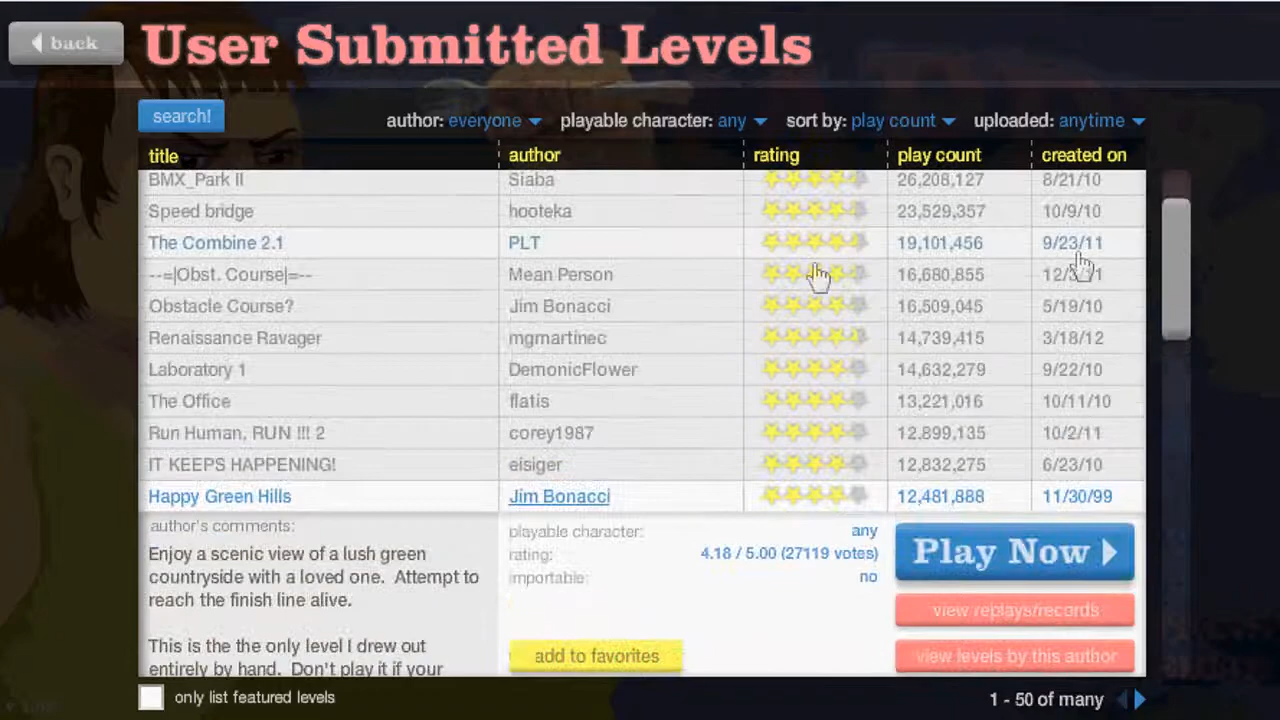 back
User Submitted Levels
search!
author: everyone playable character: any sort by: play count uploaded: anytime
title author rating play count created on
BMX_Park II Siaba 26,208,127 8/21/10
Speed bridge hooteka 23,529,357 10/9/10
The Combine 2.1 PLT 19,101,456 9/23/11
--=|Obst. Course|=-- Mean Person 16,680,855
Obstacle Course? Jim Bonacci 16,509,045 5/19/10
Renaissance Ravager mgmartinec 14,739,415 3/18/12
Laboratory 1 DemonicFlower 14,632,279 9/22/10
The Office flatis 13,221,016 10/11/10
Run Human, RUN !!! 2 corey1987 12,899,135 10/2/11
IT KEEPS HAPPENING! eisiger 12,832,275 6/23/10
Happy Green Hills Jim Bonacci 12,481,888 11/30/99
author's comments:
Enjoy a scenic view of a lush green
countryside with a loved one. Attempt to
reach the finish line alive.
This is the the only level I drew out
entirely by hand. Don't play it if your
playable character: any
rating: 4.18 / 5.00 (27119 votes)
importable: no
add to favorites
Play Now
view replays/records
view levels by this author
only list featured levels
1 - 50 of many